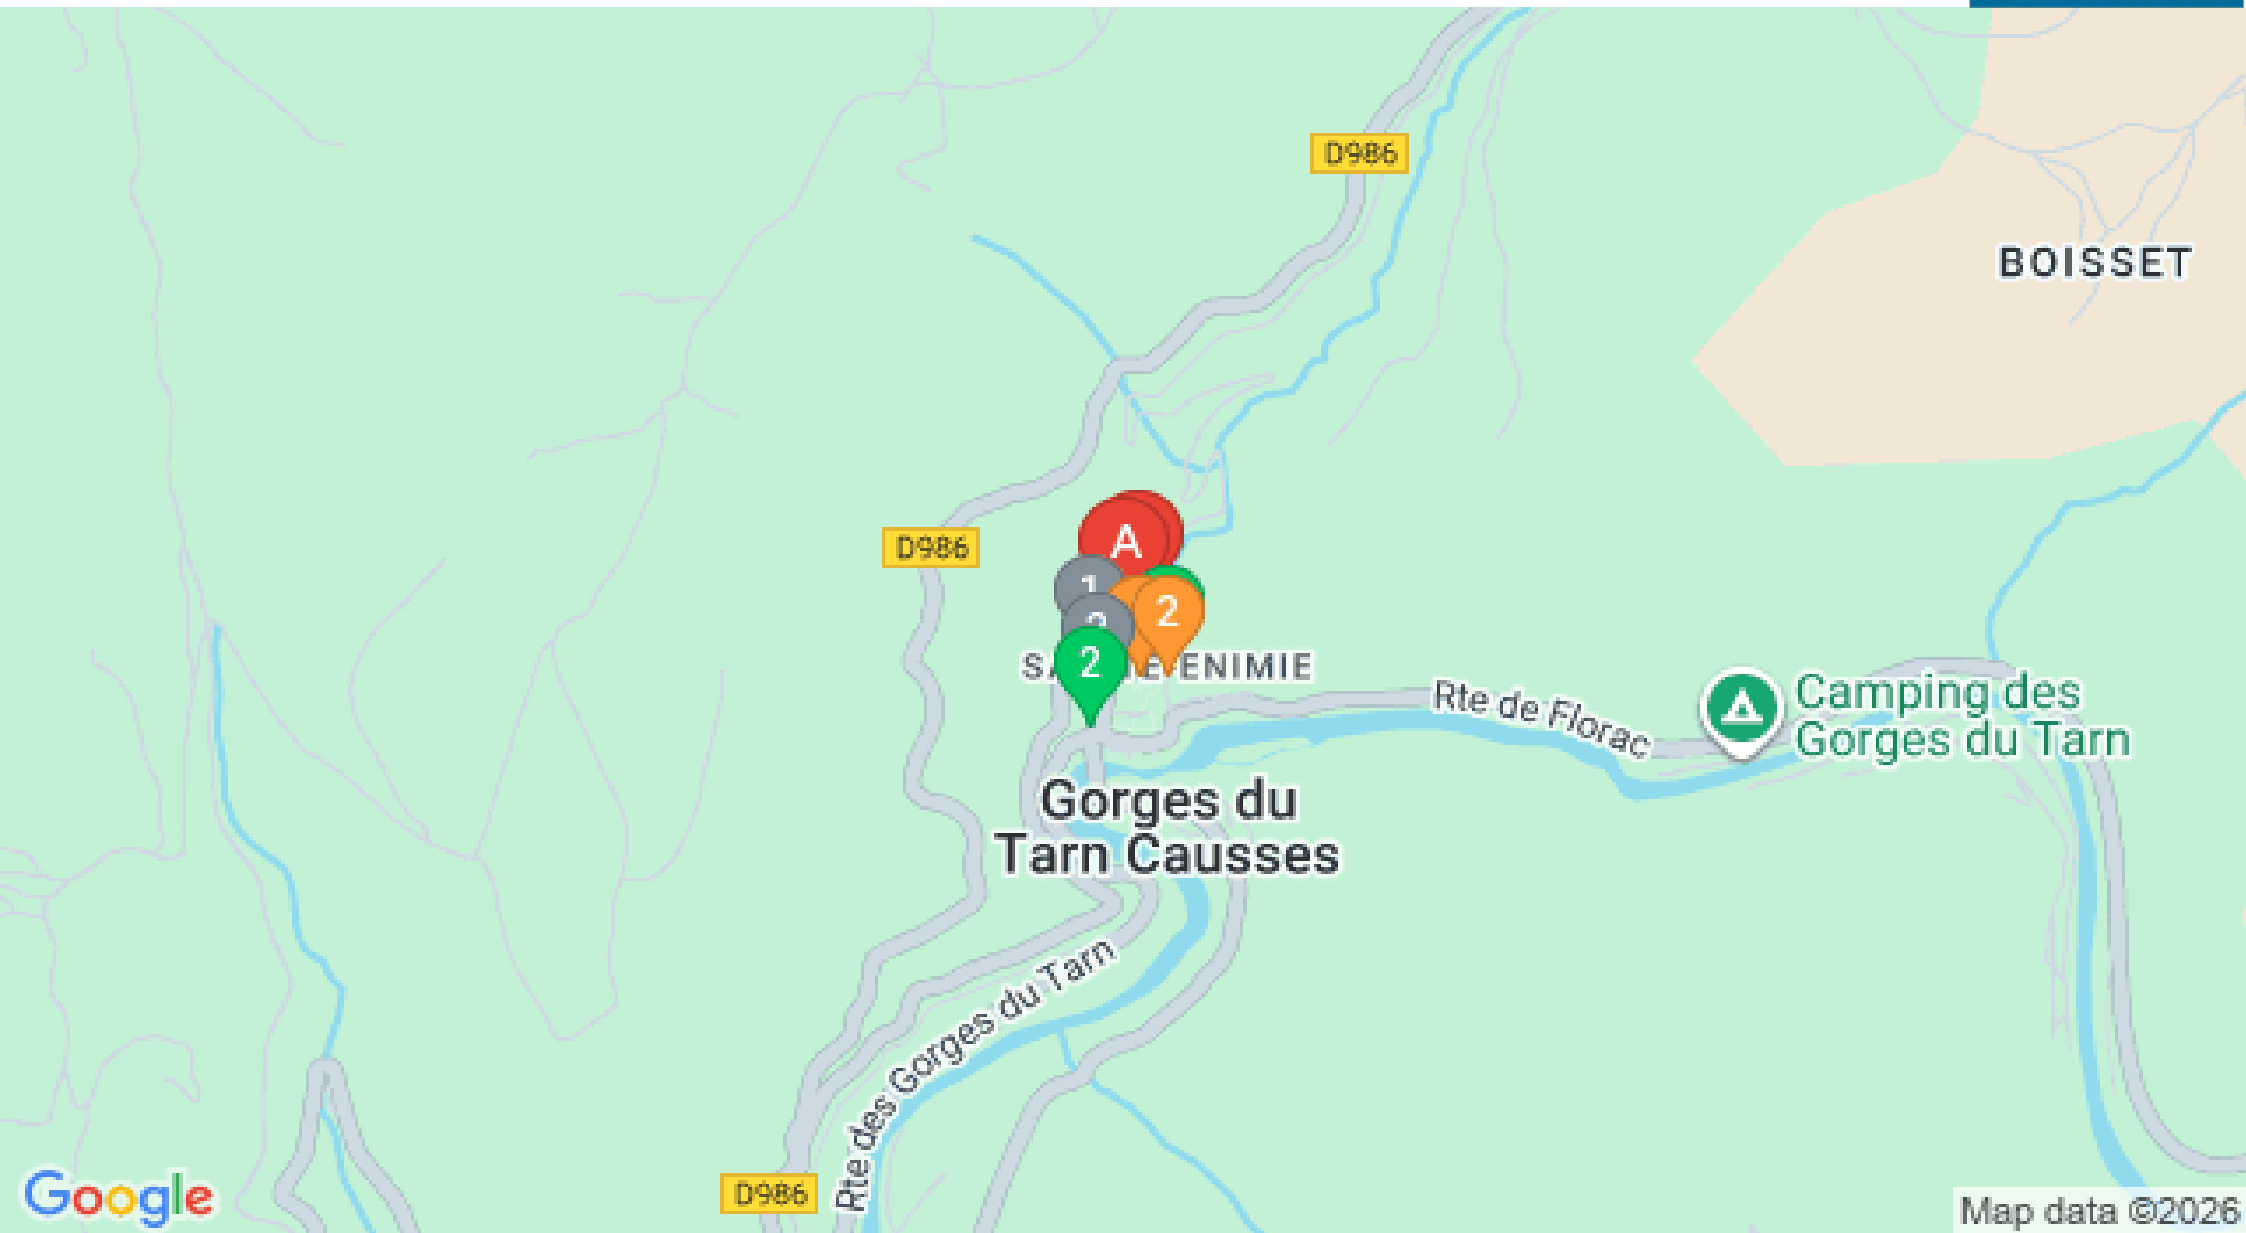 D986
BOISSET
D986
A
1
2
2
ENIMIE
Rte de Florac
Camping des
Gorges du Tarn
Gorges du
Tarn Causses
Rte des Gorges du Tarn
D986
Google
Map data ©2026